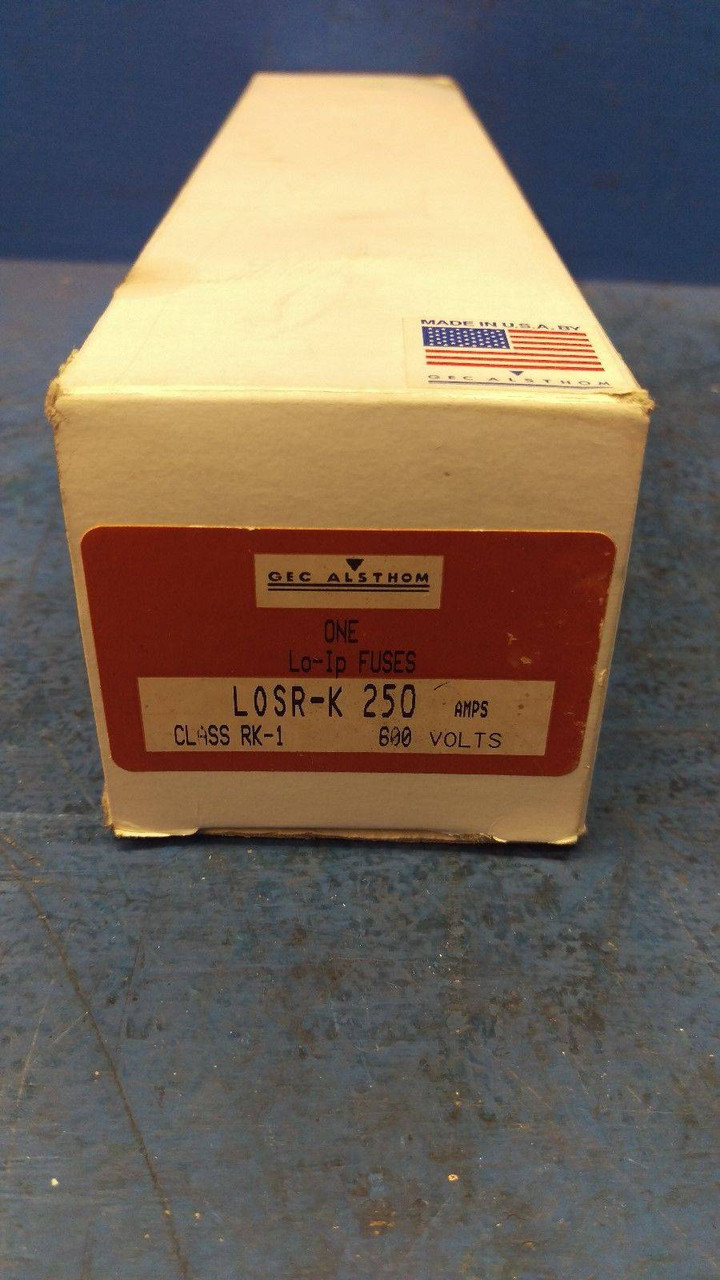 MADE IN U.S.A. BY
GEC ALSTHOM
GEC ALSTHOM
ONE
Lo-Ip FUSES
LOSR-K 250 AMPS
CLASS RK-1 600 VOLTS